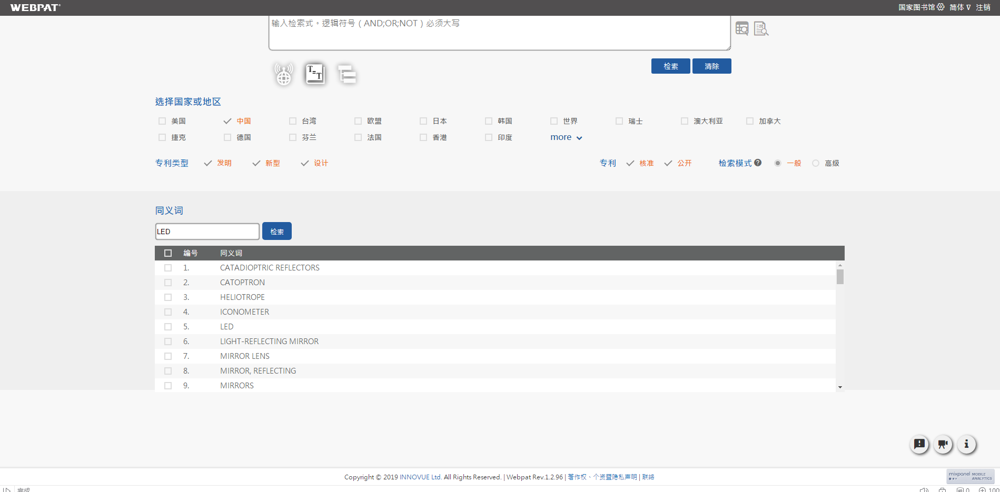 WEBPAT®
国家图书馆 简体 ∇ 注销
输入检索式。逻辑符号 ( AND;OR;NOT ) 必须大写
检索 清除
选择国家或地区
美国 中国 台湾 欧盟 日本 韩国 世界 瑞士 澳大利亚 加拿大
捷克 德国 芬兰 法国 香港 印度 more
专利类型 发明 新型 设计 专利 核准 公开 检索模式 ? 一般 高级
同义词
LED 检索
编号 同义词
1. CATADIOPTRIC REFLECTORS
2. CATOPTRON
3. HELIOTROPE
4. ICONOMETER
5. LED
6. LIGHT-REFLECTING MIRROR
7. MIRROR LENS
8. MIRROR, REFLECTING
9. MIRRORS
Copyright © 2019 INNOVUE Ltd. All Rights Reserved. | Webpat Rev.1.2.96 | 著作权、个资暨隐私声明 | 联络
mixpanel MOBILE ANALYTICS
完成 0 100